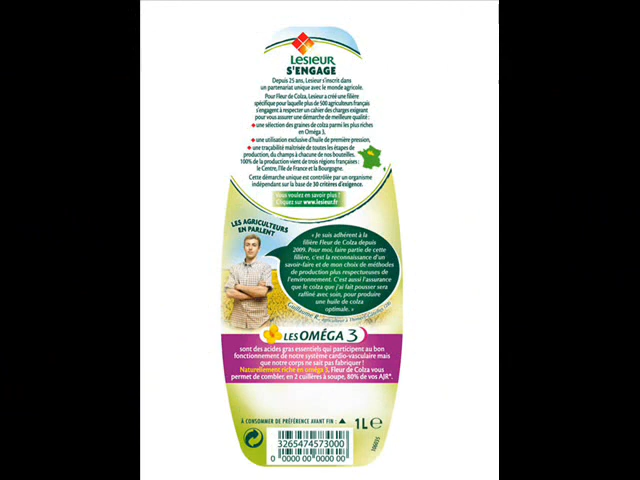 LESIEUR
S'ENGAGE
Depuis 25 ans, Lesieur s'inscrit dans
un partenariat unique avec le monde agricole.
Pour Fleur de Colza, Lesieur a créé une filière
spécifique pour laquelle plus de 500 agriculteurs français
s'engagent à respecter un cahier des charges exigeant
pour vous assurer une démarche de meilleure qualité :
une sélection des graines de colza parmi les plus riches
en Oméga 3,
une utilisation exclusive d'huile de première pression,
une traçabilité maîtrisée de toutes les étapes de
production, du champs à chacune de nos bouteilles.
100% de la production vient de trois régions françaises :
le Centre, l'Ile de France et la Bourgogne.
Cette démarche unique est contrôlée par un organisme
indépendant sur la base de 30 critères d'exigence.
Vous voulez en savoir plus ?
Cliquez sur www.lesieur.fr
LES AGRICULTEURS
EN PARLENT
« Je suis adhérent à la
filière Fleur de Colza depuis
2009. Pour moi, faire partie de cette
filière, c'est la reconnaissance d'un
savoir-faire et de mon choix de méthodes
de production plus respectueuses de
l'environnement. C'est aussi l'assurance
que le colza que j'ai fait pousser sera
raffiné avec soin, pour produire
une huile de colza
optimale. »
Guillaume R., agriculteur à
LES OMÉGA 3
sont des acides gras essentiels qui participent au bon
fonctionnement de notre système cardio-vasculaire mais
que notre corps ne sait pas fabriquer !
Naturellement riche en oméga 3, Fleur de Colza vous
permet de combler, en 2 cuillères à soupe, 80% de vos AJR*.
À CONSOMMER DE PRÉFÉRENCE AVANT FIN : ▲ 1L e
3265474573000
0 0000 00 0000 00